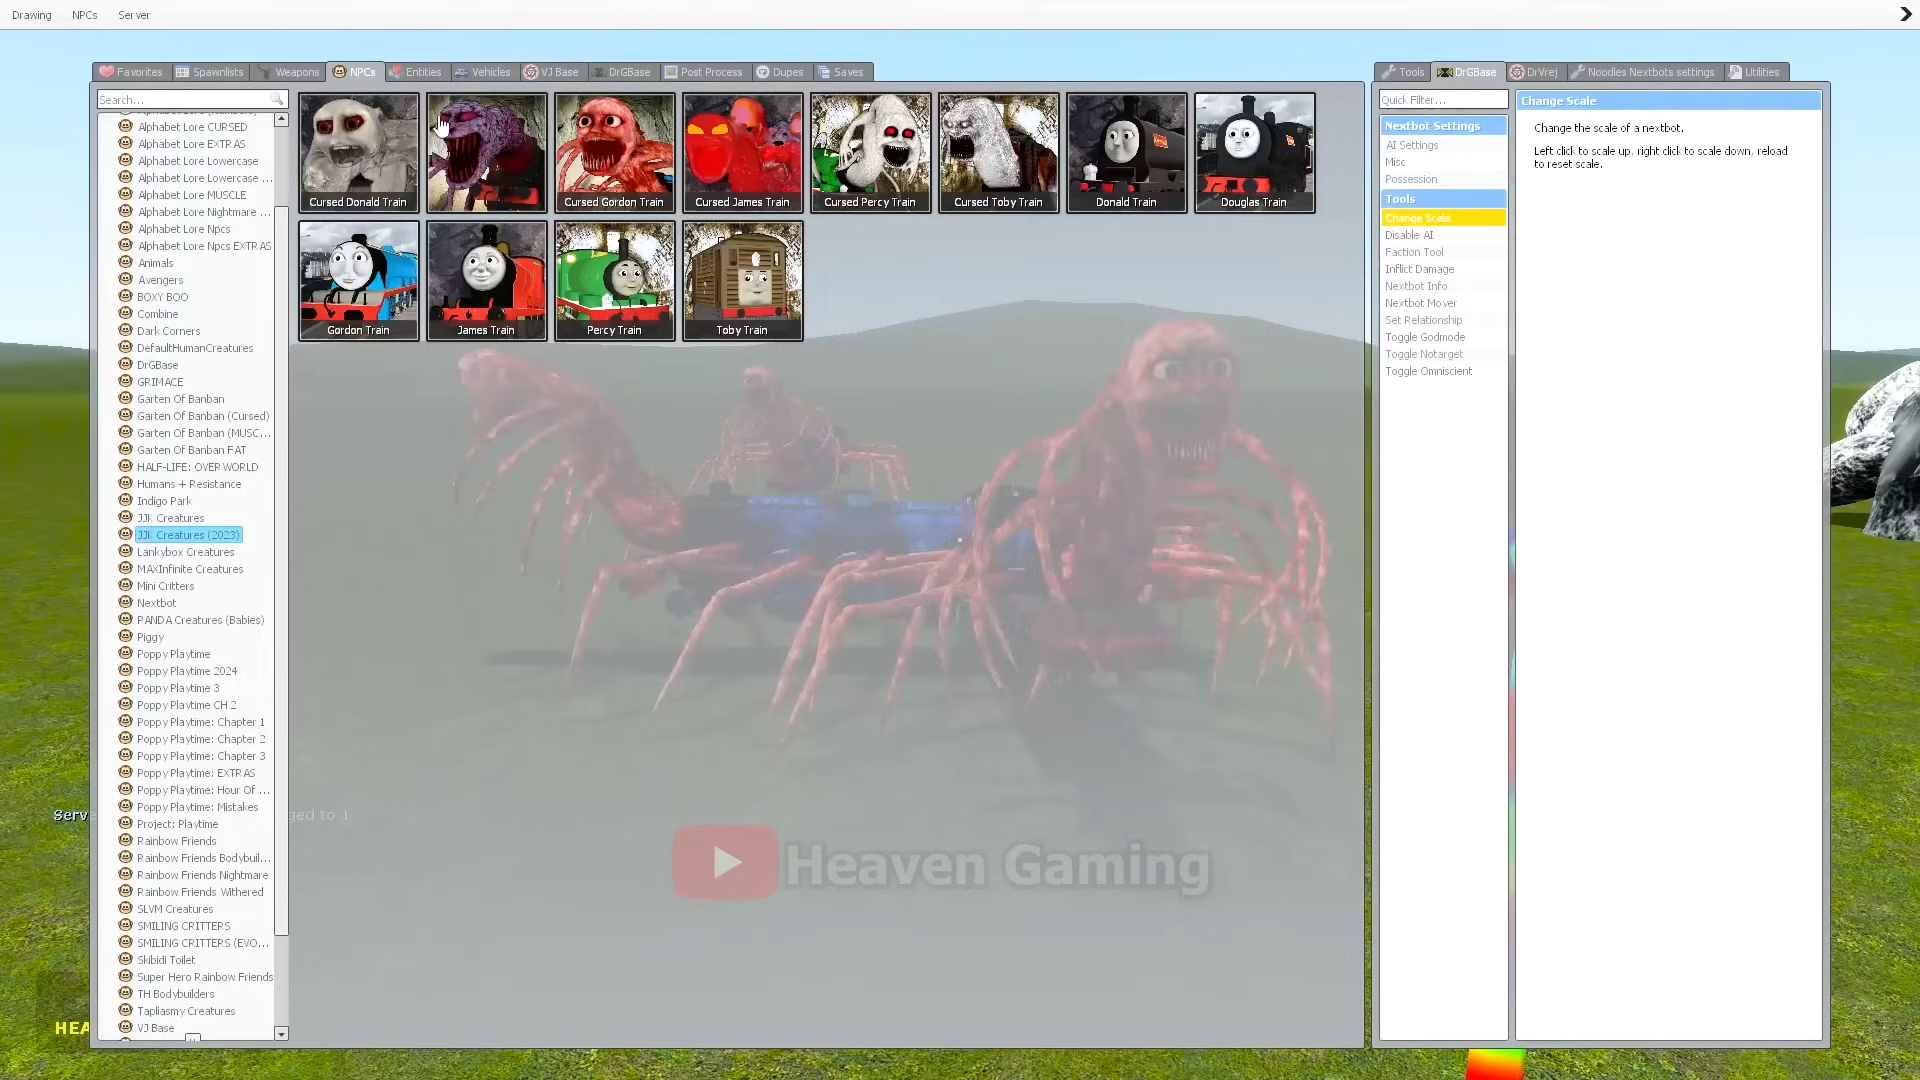 Drawing NPCs Server
Favorites Spawnlists Weapons NPCs Entities Vehicles VJ Base DrGBase Post Process Dupes Saves
Tools DrGBase DrVrej Noodles Nextbots settings Utilities
Search...
Alphabet Lore CURSED
Alphabet Lore EXTRAS
Alphabet Lore Lowercase
Alphabet Lore Lowercase ...
Alphabet Lore MUSCLE
Alphabet Lore Nightmare ...
Alphabet Lore Npcs
Alphabet Lore Npcs EXTRAS
Animals
Avengers
BOXY BOO
Combine
Dark Corners
DefaultHumanCreatures
DrGBase
GRIMACE
Garten Of Banban
Garten Of Banban (Cursed)
Garten Of Banban (MUSC...
Garten Of Banban FAT
HALF-LIFE: OVERWORLD
Humans + Resistance
Indigo Park
JJK Creatures
JJK Creatures (2023)
Lankybox Creatures
MAXInfinite Creatures
Mini Critters
Nextbot
PANDA Creatures (Babies)
Piggy
Poppy Playtime
Poppy Playtime 2024
Poppy Playtime 3
Poppy Playtime CH 2
Poppy Playtime: Chapter 1
Poppy Playtime: Chapter 2
Poppy Playtime: Chapter 3
Poppy Playtime: EXTRAS
Poppy Playtime: Hour Of ...
Poppy Playtime: Mistakes
Project: Playtime
Rainbow Friends
Rainbow Friends Bodybuil...
Rainbow Friends Nightmare
Rainbow Friends Withered
SLVM Creatures
SMILING CRITTERS
SMILING CRITTERS (EVO...
Skibidi Toilet
Super Hero Rainbow Friends
TH Bodybuilders
Tapliasmy Creatures
VJ Base
Cursed Donald Train
Cursed Gordon Train
Cursed James Train
Cursed Percy Train
Cursed Toby Train
Donald Train
Douglas Train
Gordon Train
James Train
Percy Train
Toby Train
Serve
ged to 1
HEA
Heaven Gaming
Quick Filter...
Nextbot Settings
AI Settings
Misc
Possession
Tools
Change Scale
Disable AI
Faction Tool
Inflict Damage
Nextbot Info
Nextbot Mover
Set Relationship
Toggle Godmode
Toggle Notarget
Toggle Omniscient
Change Scale
Change the scale of a nextbot.
Left click to scale up, right click to scale down, reload
to reset scale.